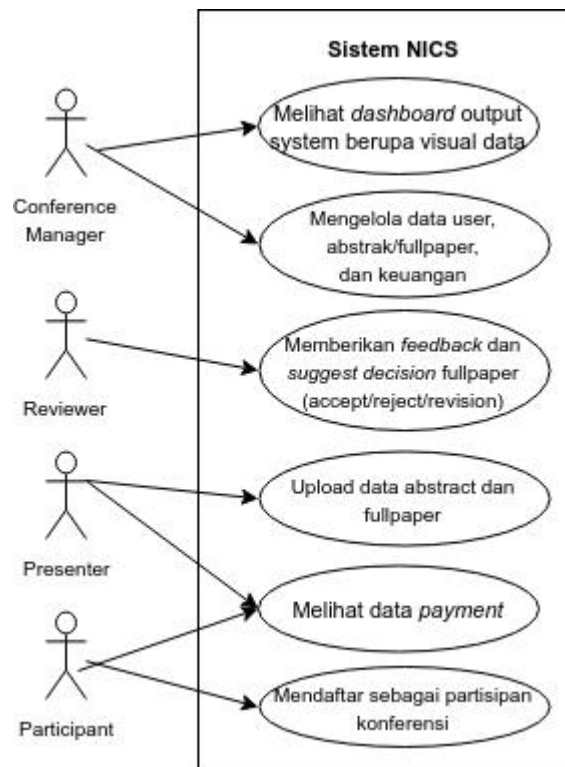 Sistem NICS
Melihat dashboard output
system berupa visual data
Conference
Manager
Mengelola data user,
abstrak/fullpaper,
dan keuangan
Memberikan feedback dan
suggest decision fullpaper
(accept/reject/revision)
Reviewer
Upload data abstract dan
fullpaper
Presenter
Melihat data payment
Mendaftar sebagai partisipan
konferensi
Participant